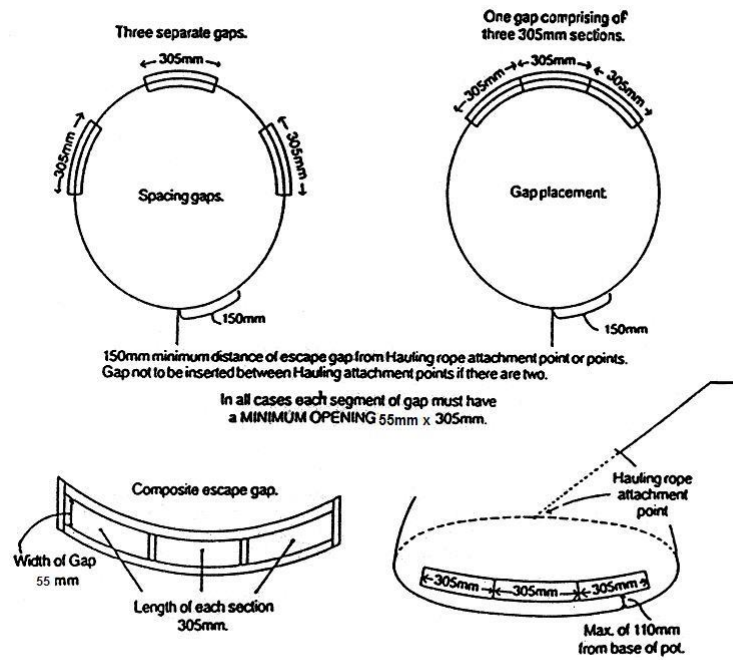 Three separate gaps.
305mm
305mm
305mm
Spacing gaps.
150mm
One gap comprising of
three 305mm sections.
305mm
305mm
305mm
Gap placement.
150mm
150mm minimum distance of escape gap from Hauling rope attachment point or points.
Gap not to be inserted between Hauling attachment points if there are two.
In all cases each segment of gap must have
a MINIMUM OPENING 55mm x 305mm.
Composite escape gap.
Width of Gap
55 mm
Length of each section
305mm.
Hauling rope
attachment
point
305mm
305mm
305mm
Max. of 110mm
from base of pot.